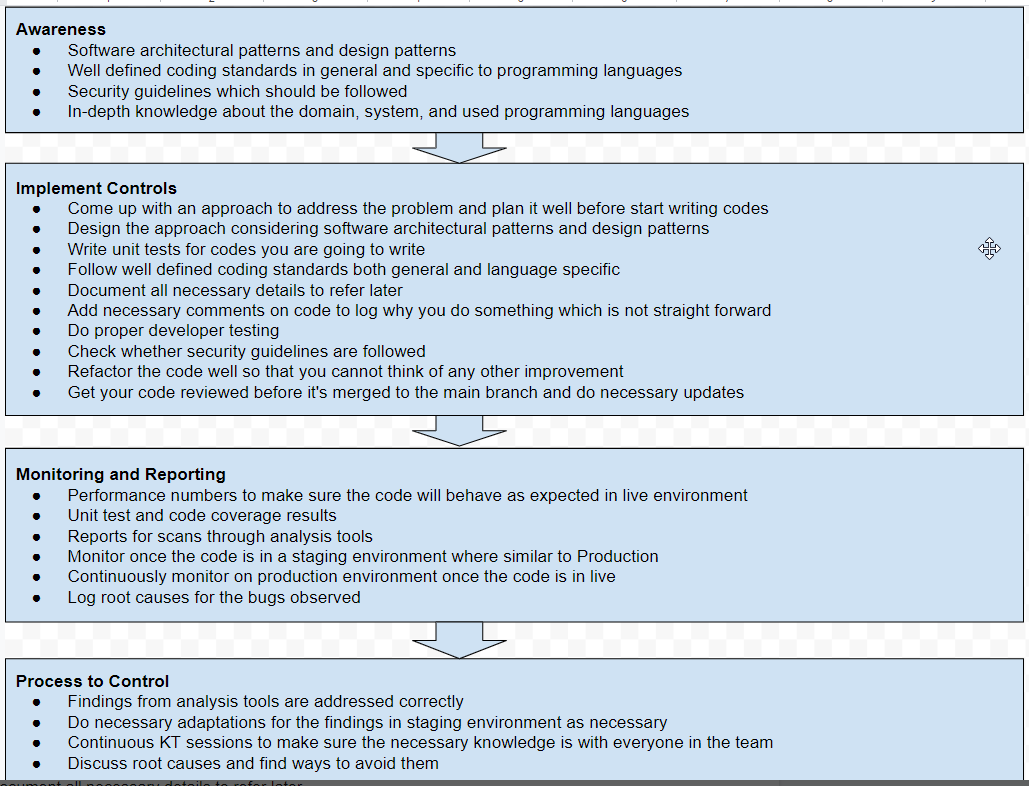 Awareness
● Software architectural patterns and design patterns
● Well defined coding standards in general and specific to programming languages
● Security guidelines which should be followed
● In-depth knowledge about the domain, system, and used programming languages
Implement Controls
● Come up with an approach to address the problem and plan it well before start writing codes
● Design the approach considering software architectural patterns and design patterns
● Write unit tests for codes you are going to write
● Follow well defined coding standards both general and language specific
● Document all necessary details to refer later
● Add necessary comments on code to log why you do something which is not straight forward
● Do proper developer testing
● Check whether security guidelines are followed
● Refactor the code well so that you cannot think of any other improvement
● Get your code reviewed before it's merged to the main branch and do necessary updates
Monitoring and Reporting
● Performance numbers to make sure the code will behave as expected in live environment
● Unit test and code coverage results
● Reports for scans through analysis tools
● Monitor once the code is in a staging environment where similar to Production
● Continuously monitor on production environment once the code is in live
● Log root causes for the bugs observed
Process to Control
● Findings from analysis tools are addressed correctly
● Do necessary adaptations for the findings in staging environment as necessary
● Continuous KT sessions to make sure the necessary knowledge is with everyone in the team
● Discuss root causes and find ways to avoid them